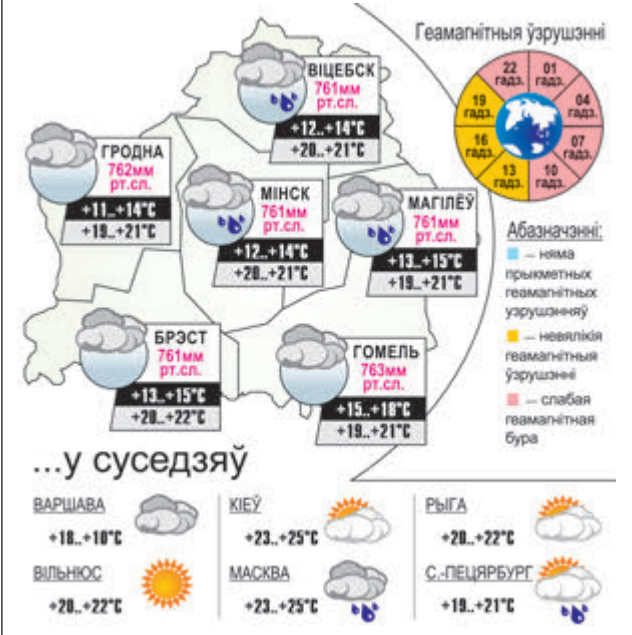 Геамагнітныя ўзрушэнні
22 гадз.
01 гадз.
04 гадз.
07 гадз.
10 гадз.
13 гадз.
16 гадз.
19 гадз.
ВІЦЕБСК
761мм
рт.сл.
+12..+14°C
+20..+21°C
ГРОДНА
762мм
рт.сл.
+11..+14°C
+19..+21°C
МІНСК
761мм
рт.сл.
+12..+14°C
+20..+21°C
МАГІЛЁЎ
761мм
рт.сл.
+13..+15°C
+19..+21°C
БРЭСТ
761мм
рт.сл.
+13..+15°C
+20..+22°C
ГОМЕЛЬ
763мм
рт.сл.
+15..+18°C
+19..+21°C
Абазначэнні:
— няма
прыкметных
геамагнітных
узрушэнняў
— невялікія
геамагнітныя
ўзрушэнні
— слабая
геамагнітная
бура
...у суседзяў
ВАРШАВА
+18..+10°C
КІЕЎ
+23..+25°C
РЫГА
+20..+22°C
ВІЛЬНЮС
+20..+22°C
МАСКВА
+23..+25°C
С.-ПЕЦЯРБУРГ
+19..+21°C